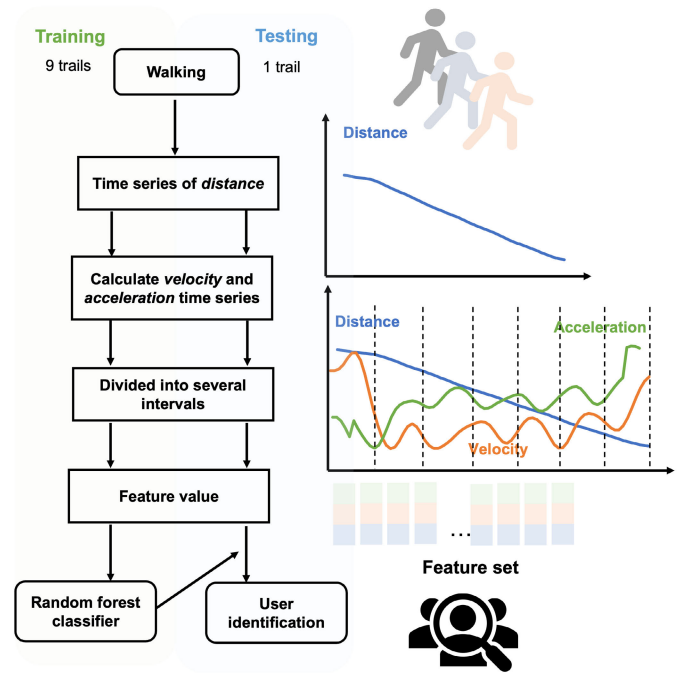 Training
Testing
9 trails
Walking
1 trail
Distance
Time series of distance
Calculate velocity and
acceleration time series
Distance
Acceleration
Divided into several
intervals
Velocity
Feature value
...
Feature set
Random forest
classifier
User
identification